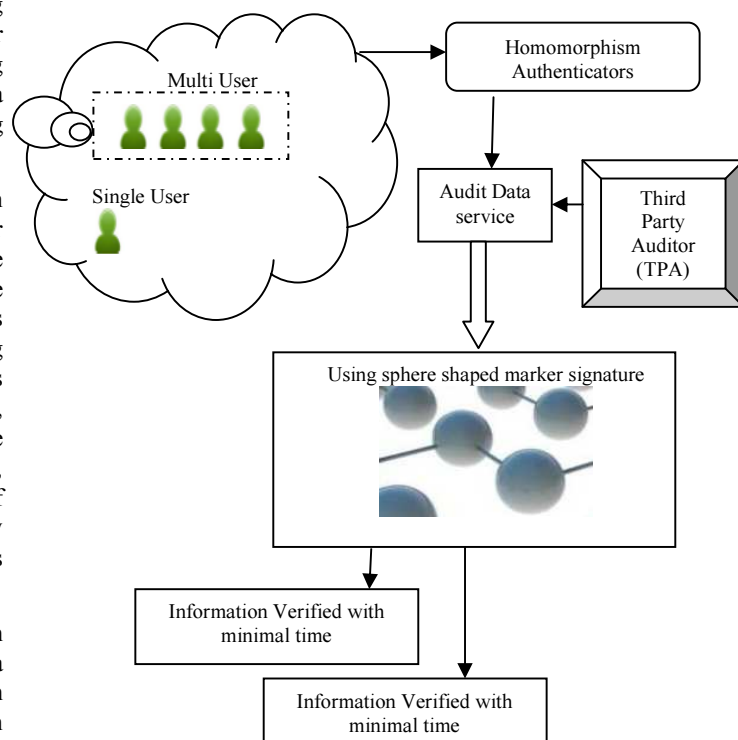 Multi User
Single User
Homomorphism
Authenticators
Audit Data
service
Third
Party
Auditor
(TPA)
Using sphere shaped marker signature
Information Verified with
minimal time
Information Verified with
minimal time